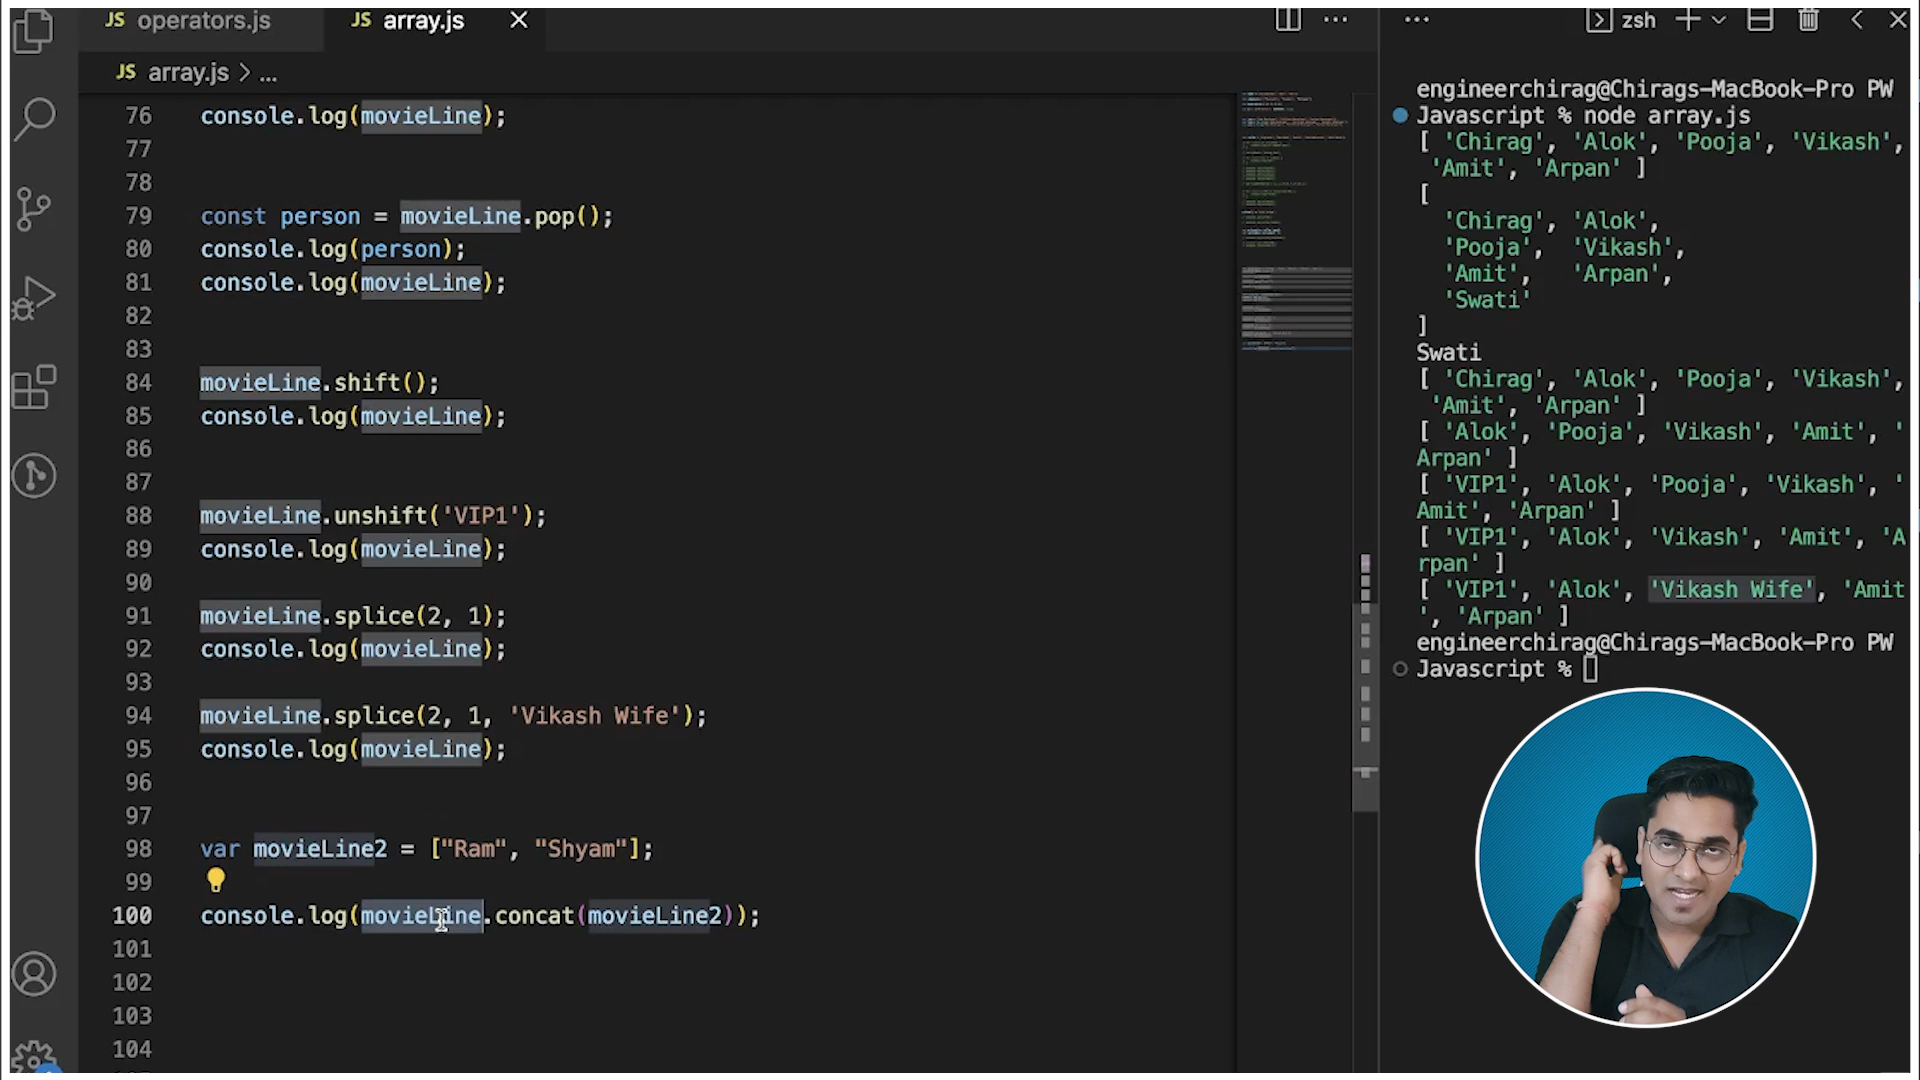 JS operators.js
JS array.js
zsh
JS array.js > ...
76 console.log(movieLine);
77
78
79 const person = movieLine.pop();
80 console.log(person);
81 console.log(movieLine);
82
83
84 movieLine.shift();
85 console.log(movieLine);
86
87
88 movieLine.unshift('VIP1');
89 console.log(movieLine);
90
91 movieLine.splice(2, 1);
92 console.log(movieLine);
93
94 movieLine.splice(2, 1, 'Vikash Wife');
95 console.log(movieLine);
96
97
98 var movieLine2 = ["Ram", "Shyam"];
99
100 console.log(movieLine.concat(movieLine2));
101
102
103
104
engineerchirag@Chirags-MacBook-Pro PW
Javascript % node array.js
[ 'Chirag', 'Alok', 'Pooja', 'Vikash',
'Amit', 'Arpan' ]
[
'Chirag', 'Alok',
'Pooja', 'Vikash',
'Amit', 'Arpan',
'Swati'
]
Swati
[ 'Chirag', 'Alok', 'Pooja', 'Vikash',
'Amit', 'Arpan' ]
[ 'Alok', 'Pooja', 'Vikash', 'Amit', '
Arpan' ]
[ 'VIP1', 'Alok', 'Pooja', 'Vikash', '
Amit', 'Arpan' ]
[ 'VIP1', 'Alok', 'Vikash', 'Amit', 'A
rpan' ]
[ 'VIP1', 'Alok', 'Vikash Wife', 'Amit
', 'Arpan' ]
engineerchirag@Chirags-MacBook-Pro PW
Javascript %